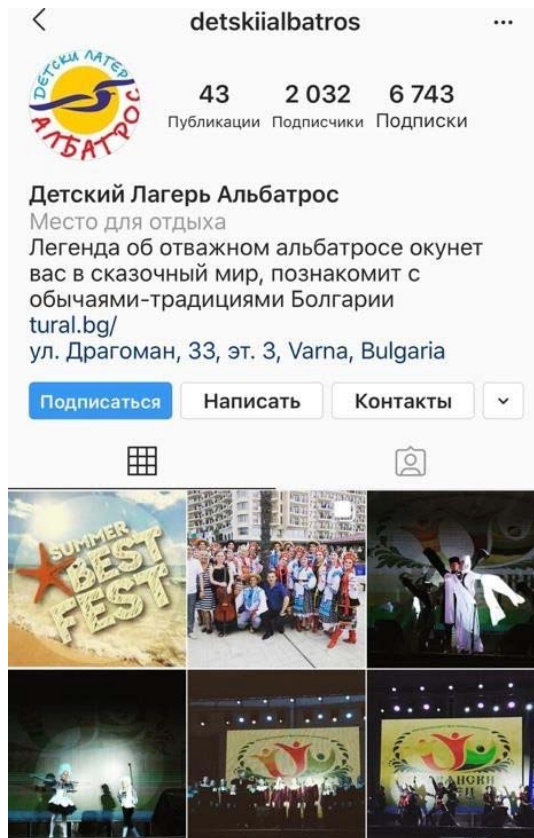 detskiialbatros
ДЕТСКИ ЛАГЕР
АЛБАТРОС
43 2 032 6 743
Публикации Подписчики Подписки
Детский Лагерь Альбатрос
Место для отдыха
Легенда об отважном альбатросе окунет
вас в сказочный мир, познакомит с
обычаями-традициями Болгарии
tural.bg/
ул. Драгоман, 33, эт. 3, Varna, Bulgaria
Подписаться Написать Контакты
SUMMER
BEST
FEST